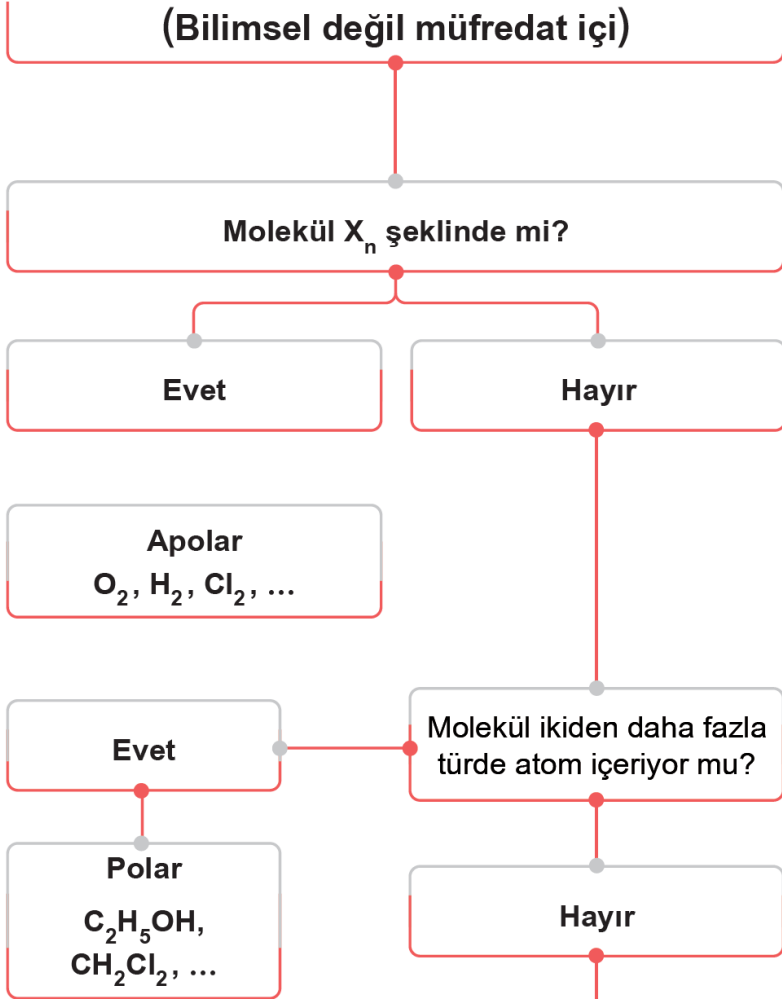 (Bilimsel değil müfredat içi)
Molekül Xₙ şeklinde mi?
Evet
Hayır
Apolar
O₂, H₂, Cl₂, ...
Molekül ikiden daha fazla
türde atom içeriyor mu?
Evet
Polar
C₂H₅OH,
CH₂Cl₂, ...
Hayır